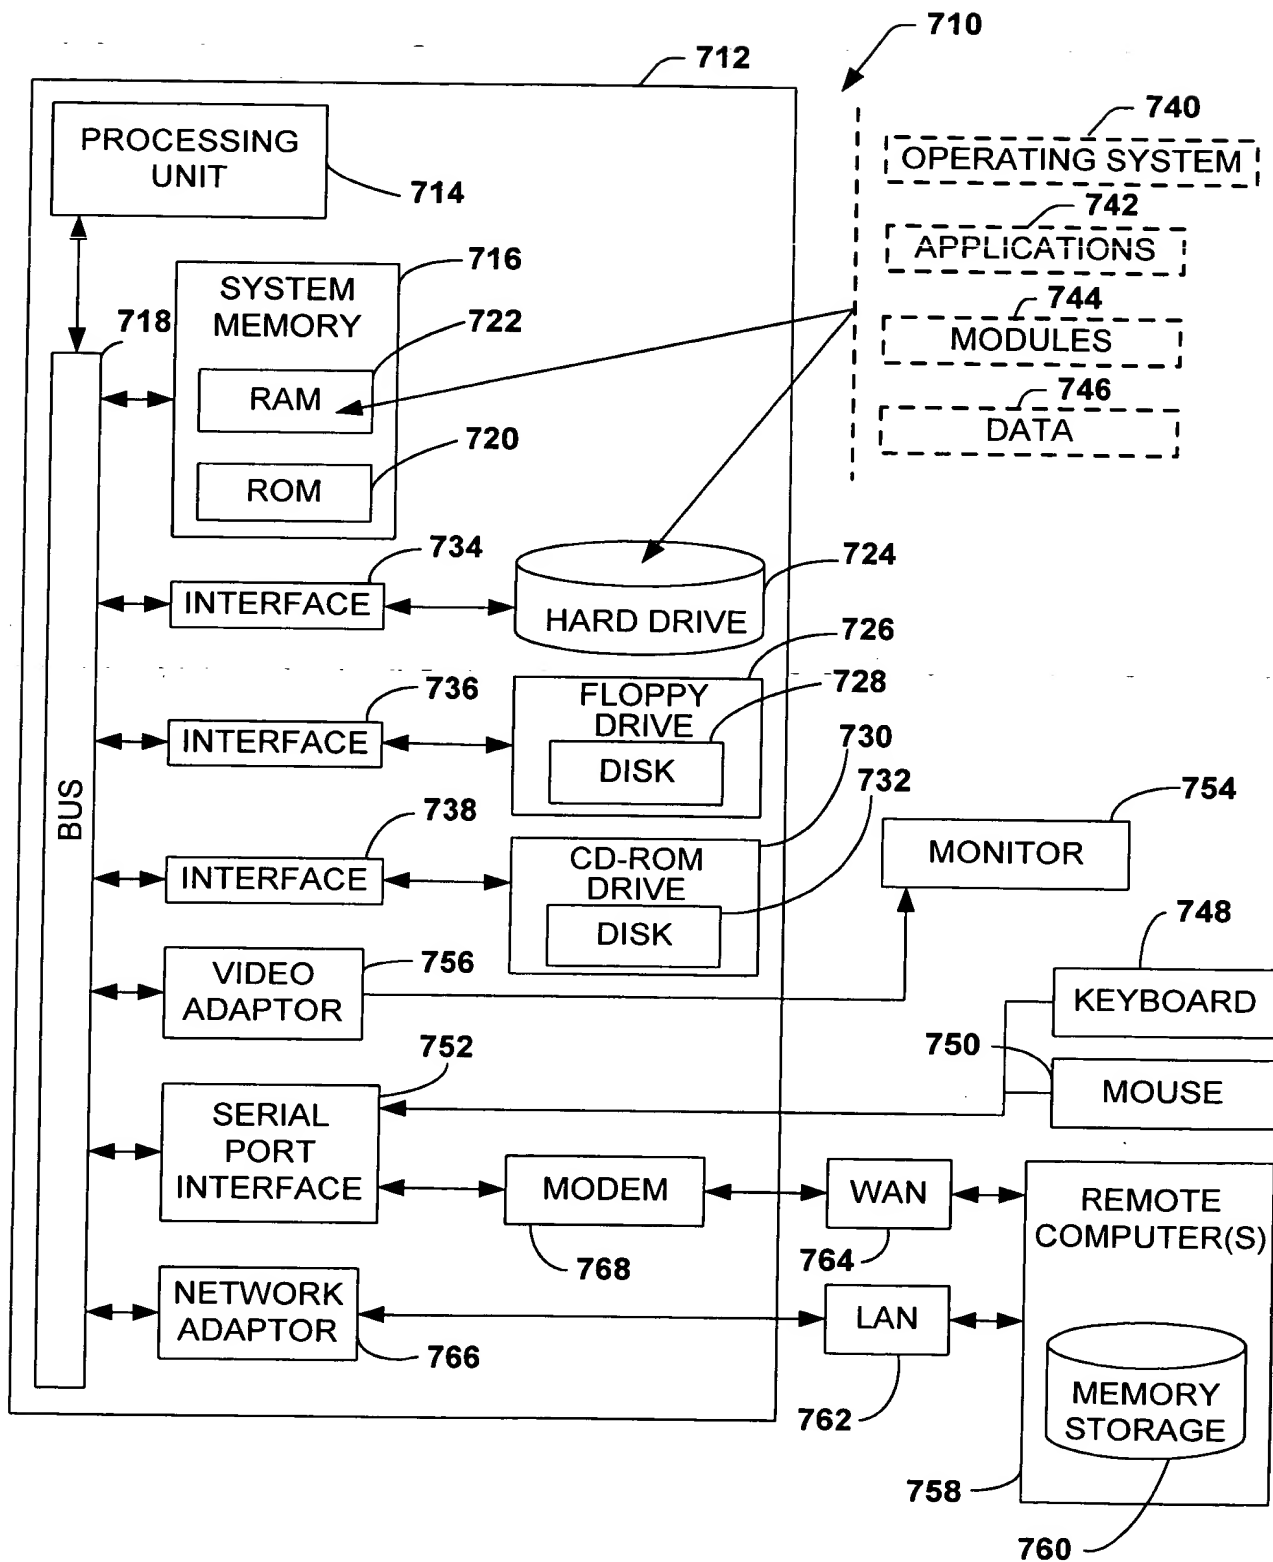 710
712
740
PROCESSING
UNIT
OPERATING SYSTEM
714
742
APPLICATIONS
716
SYSTEM
MEMORY
718
722
744
MODULES
RAM
746
720
DATA
ROM
734
724
INTERFACE
HARD DRIVE
726
736
FLOPPY
DRIVE
728
INTERFACE
DISK
730
732
754
BUS
738
MONITOR
INTERFACE
CD-ROM
DRIVE
DISK
748
VIDEO
ADAPTOR
756
KEYBOARD
752
750
MOUSE
SERIAL
PORT
INTERFACE
MODEM
WAN
REMOTE
COMPUTER(S)
768
764
NETWORK
ADAPTOR
LAN
766
762
MEMORY
STORAGE
758
760